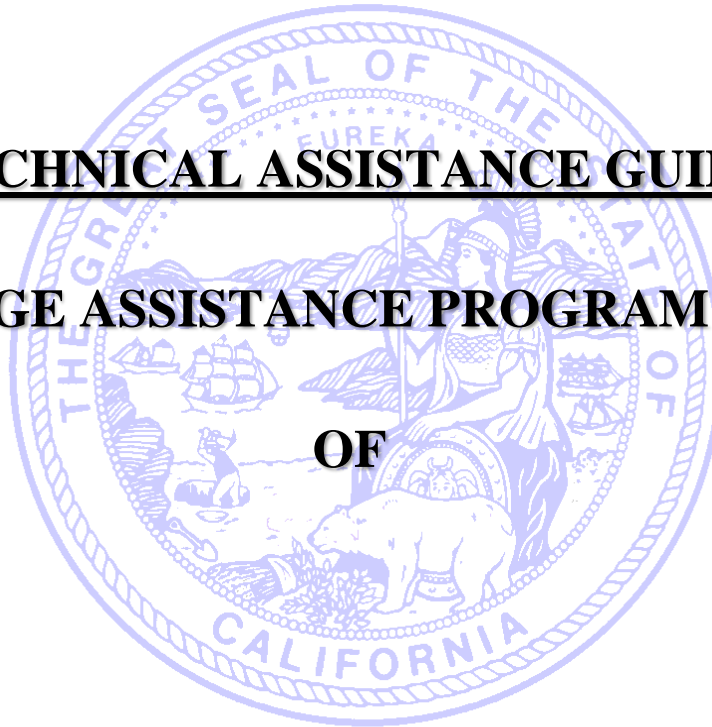 THE GREAT SEAL OF THE STATE OF
EUREKA
CHNICAL ASSISTANCE GUI
GE ASSISTANCE PROGRAM
OF
CALIFORNIA